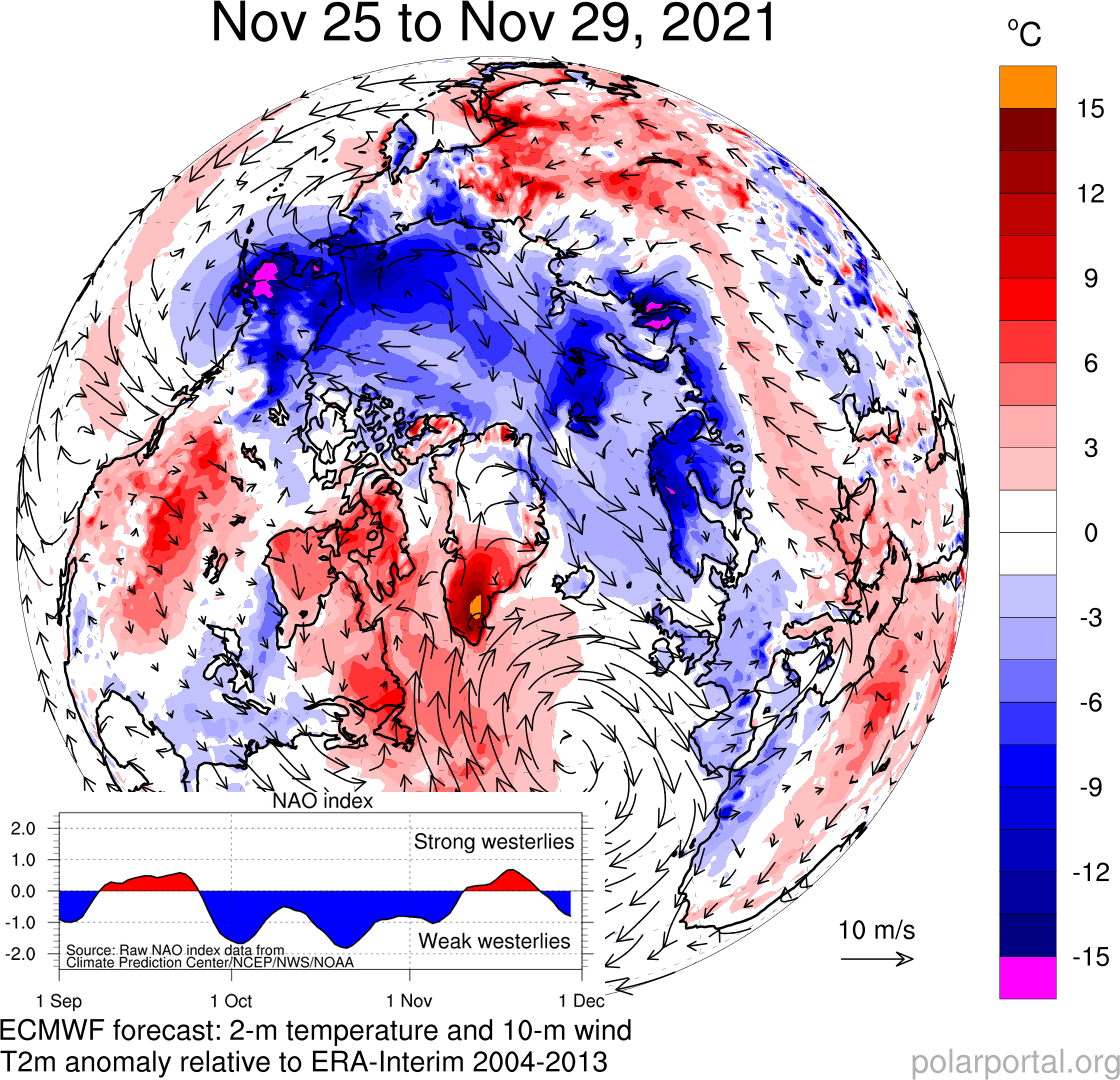 Nov 25 to Nov 29, 2021
°C
15
12
9
6
3
0
-3
-6
-9
-12
-15
10 m/s
NAO index
2.0
1.0
0.0
-1.0
-2.0
Strong westerlies
Weak westerlies
Source: Raw NAO index data from
Climate Prediction Center/NCEP/NWS/NOAA
1 Sep 1 Oct 1 Nov 1 Dec
ECMWF forecast: 2-m temperature and 10-m wind
T2m anomaly relative to ERA-Interim 2004-2013
polarportal.org